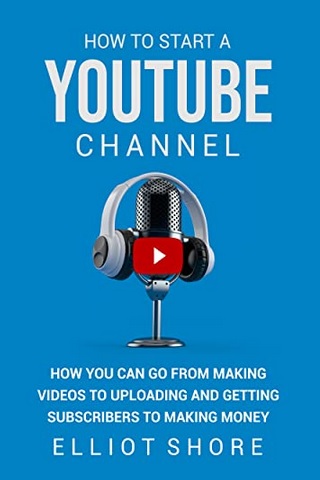 HOW TO START A
YOUTUBE
CHANNEL
HOW YOU CAN GO FROM MAKING
VIDEOS TO UPLOADING AND GETTING
SUBSCRIBERS TO MAKING MONEY
ELLIOT SHORE